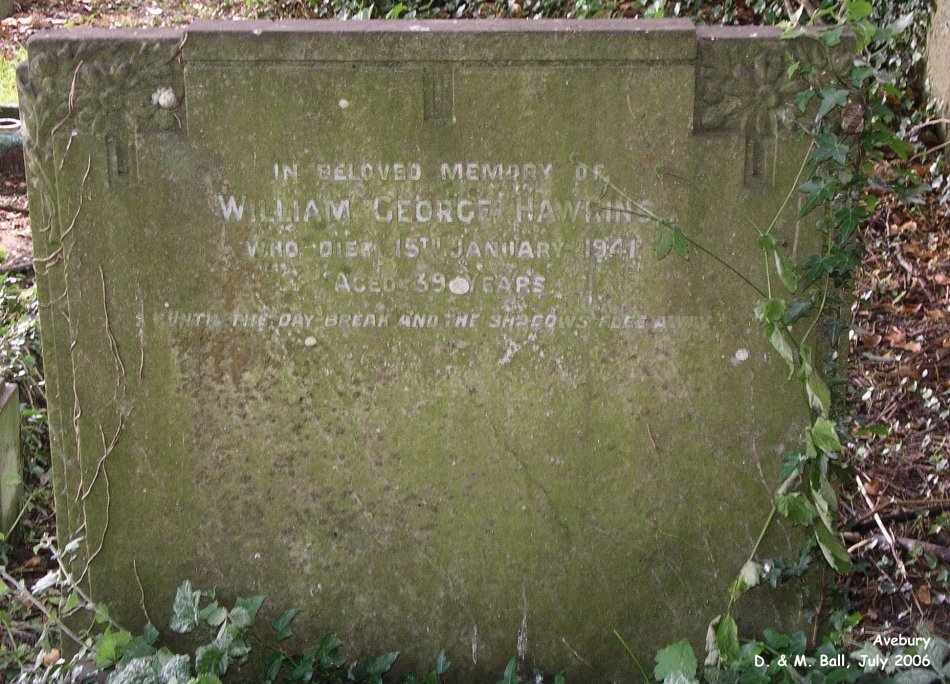 IN BELOVED MEMORY OF
WILLIAM GEORGE HAWKINS
WHO DIED 15TH JANUARY 1941
AGED 39 YEARS.
"UNTIL THE DAY BREAK AND THE SHADOWS FLEE AWAY
Avebury
D. & M. Ball, July 2006